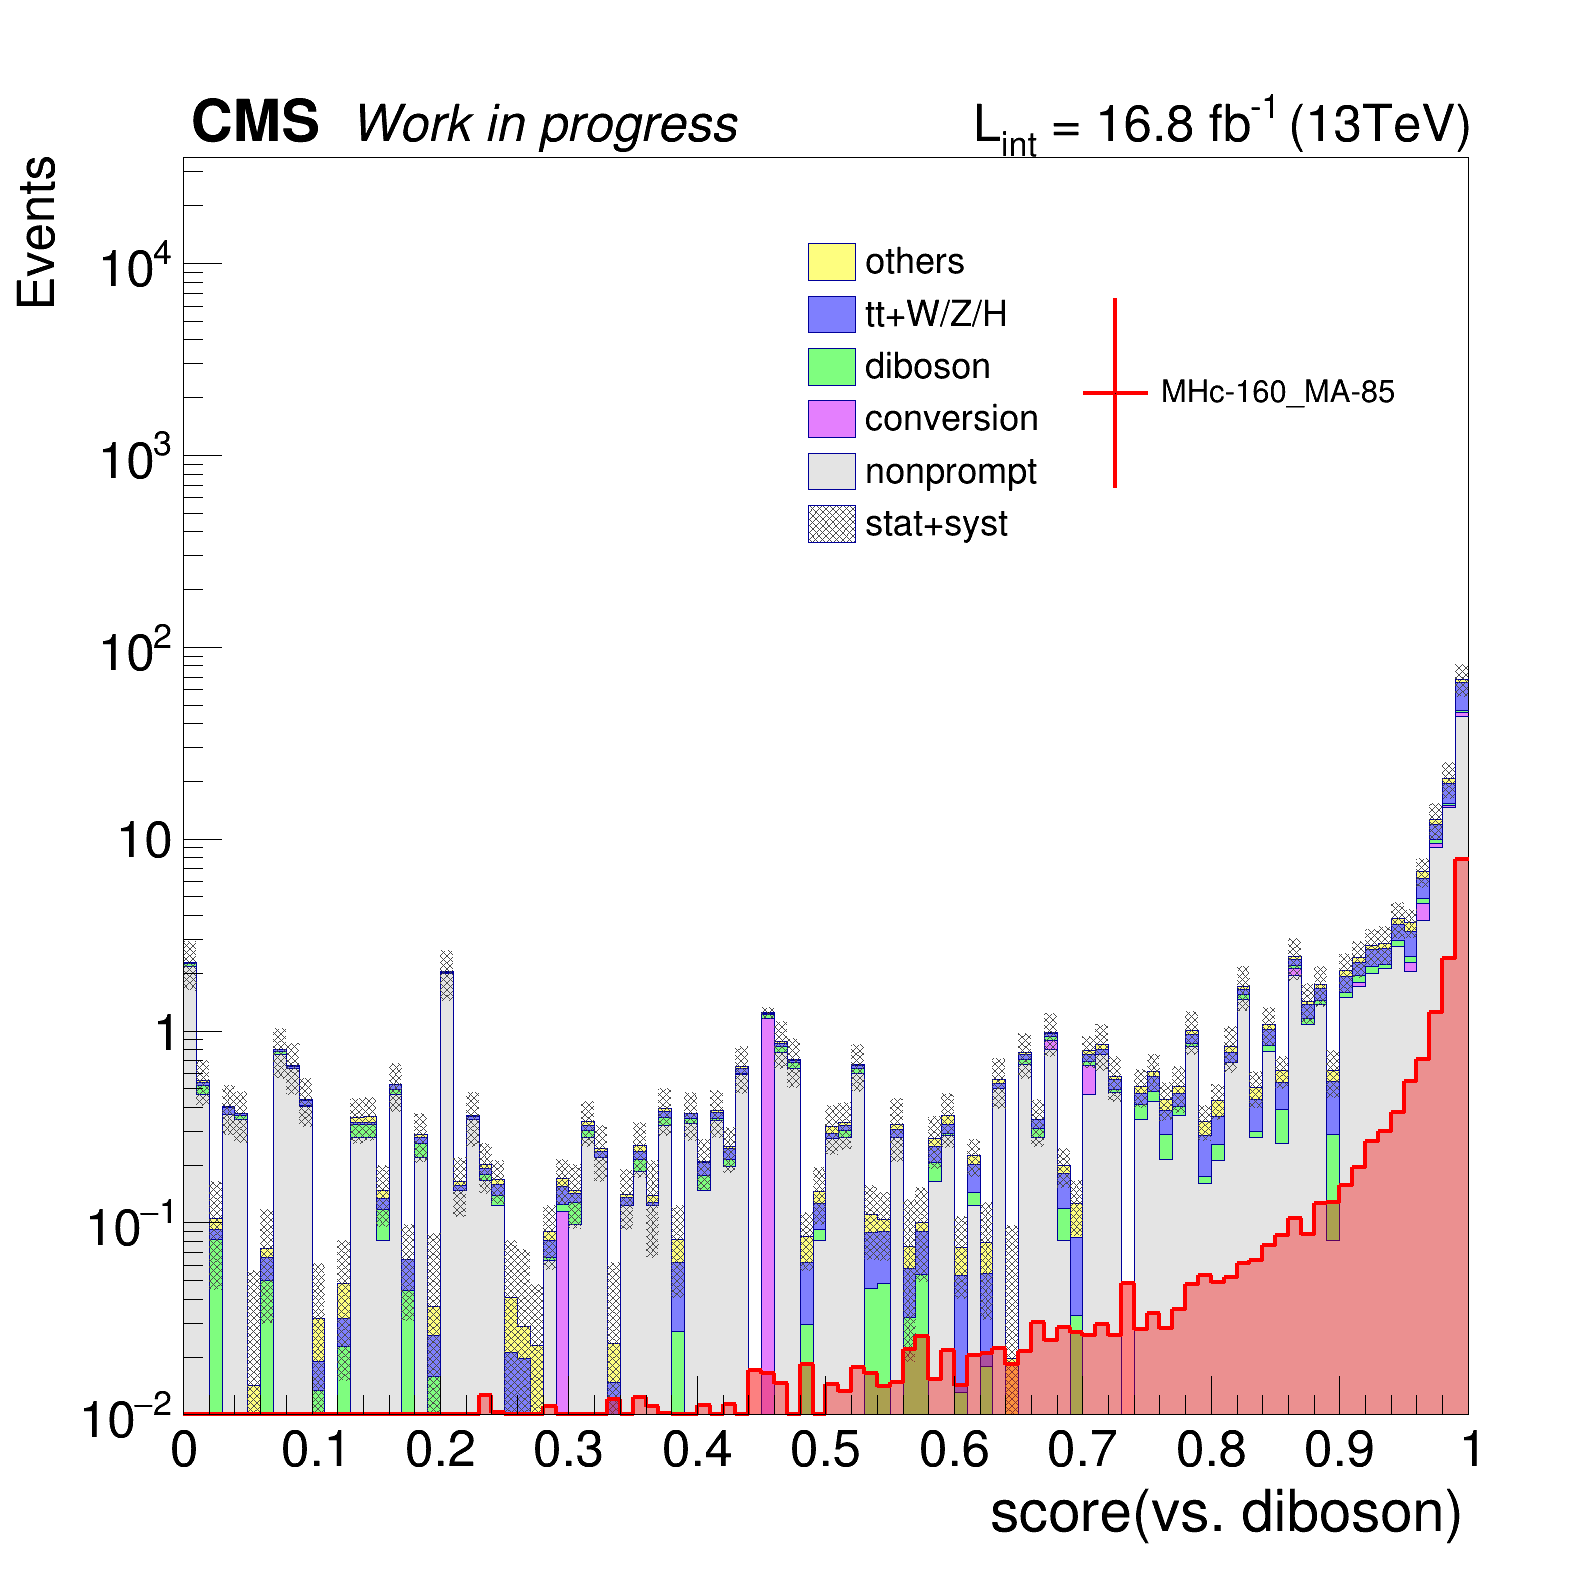 CMS Work in progress
L_int = 16.8 fb^-1 (13TeV)
Events
10^4
10^3
10^2
10
1
10^−1
10^−2
others
tt+W/Z/H
diboson
conversion
nonprompt
stat+syst
MHc-160_MA-85
0 0.1 0.2 0.3 0.4 0.5 0.6 0.7 0.8 0.9 1
score(vs. diboson)